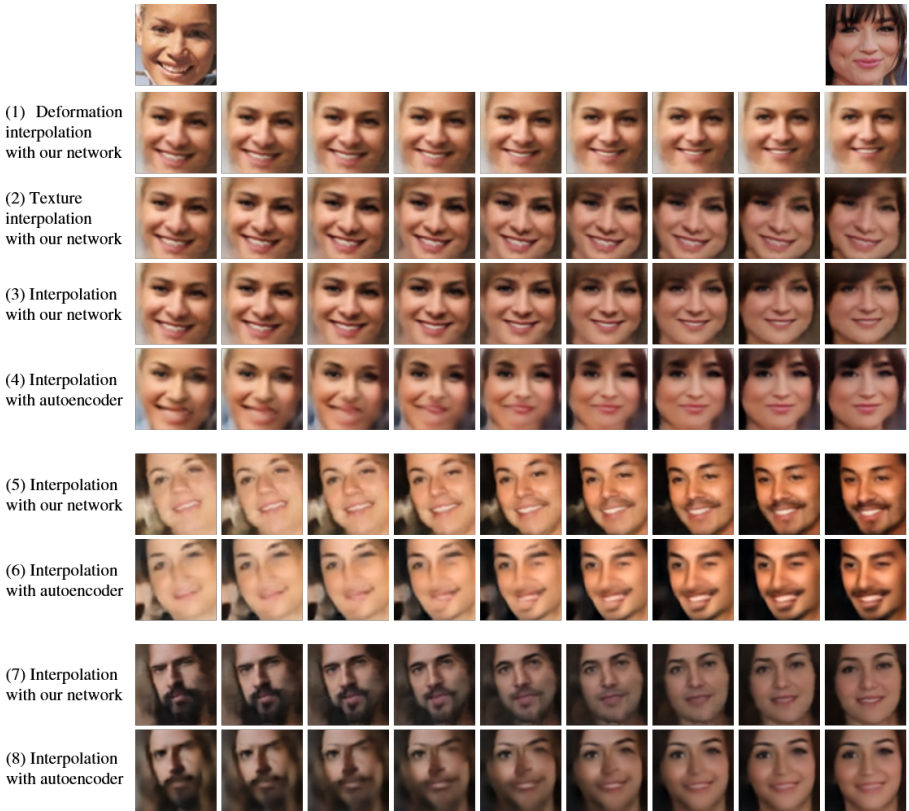 (1) Deformation
interpolation
with our network
(2) Texture
interpolation
with our network
(3) Interpolation
with our network
(4) Interpolation
with autoencoder
(5) Interpolation
with our network
(6) Interpolation
with autoencoder
(7) Interpolation
with our network
(8) Interpolation
with autoencoder